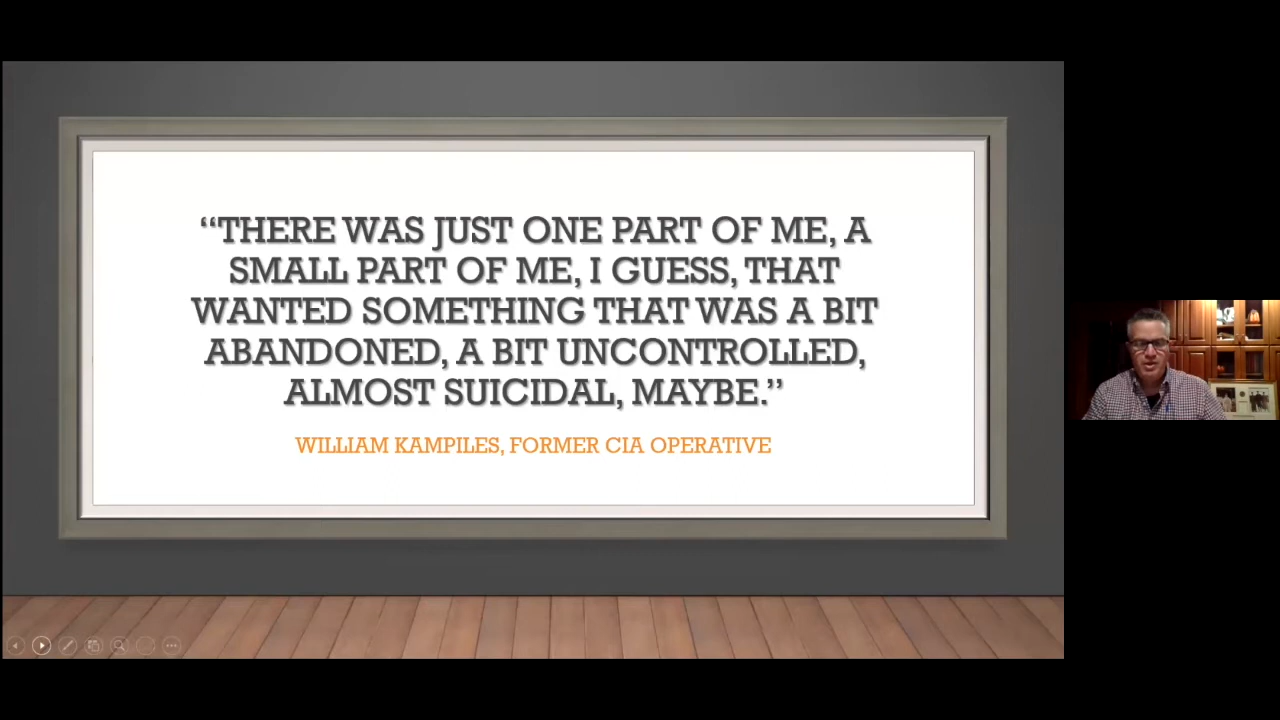 “THERE WAS JUST ONE PART OF ME, A
SMALL PART OF ME, I GUESS, THAT
WANTED SOMETHING THAT WAS A BIT
ABANDONED, A BIT UNCONTROLLED,
ALMOST SUICIDAL, MAYBE.”
WILLIAM KAMPILES, FORMER CIA OPERATIVE